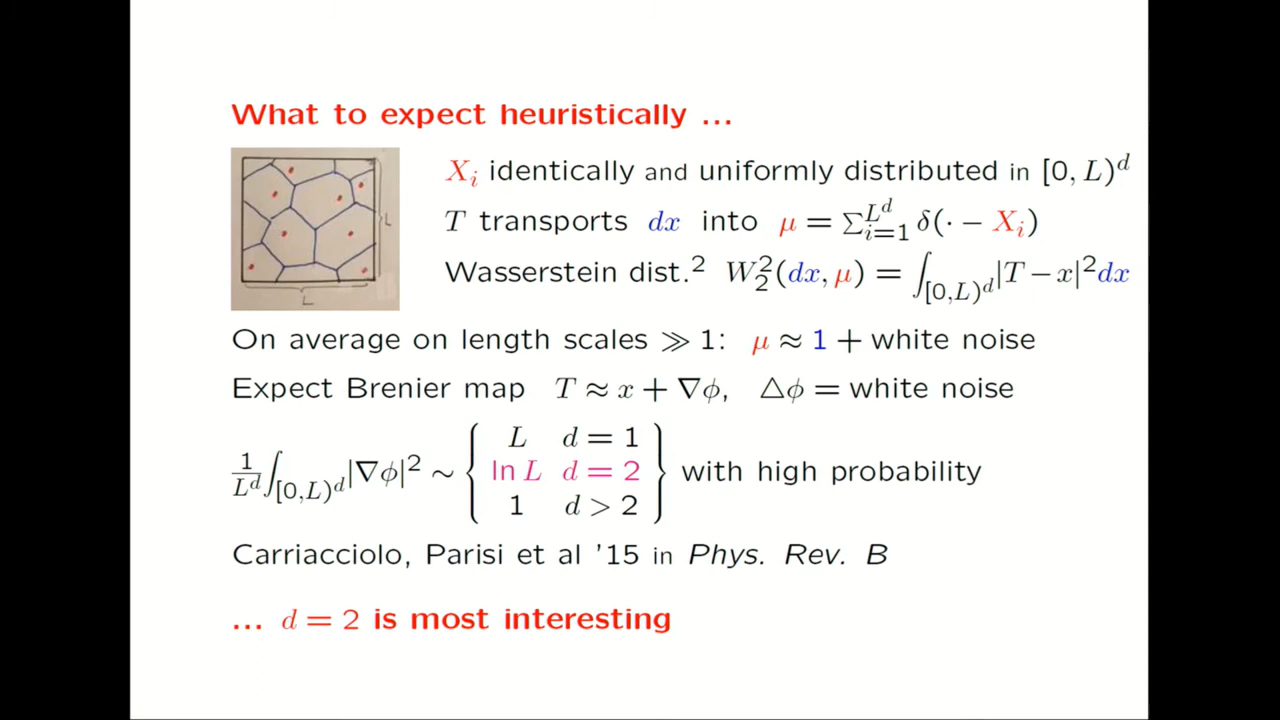 What to expect heuristically ...
X_i identically and uniformly distributed in [0, L)^d
T transports dx into μ = Σ_{i=1}^{L^d} δ(· − X_i)
Wasserstein dist.² W_2^2(dx, μ) = ∫_{[0,L)^d} |T − x|²dx
L
L
On average on length scales ≫ 1: μ ≈ 1 + white noise
Expect Brenier map T ≈ x + ∇ϕ, △ϕ = white noise
1/L^d ∫_{[0,L)^d} |∇ϕ|² ∼ { L d = 1
ln L d = 2
1 d > 2 } with high probability
Carriacciolo, Parisi et al '15 in Phys. Rev. B
... d = 2 is most interesting